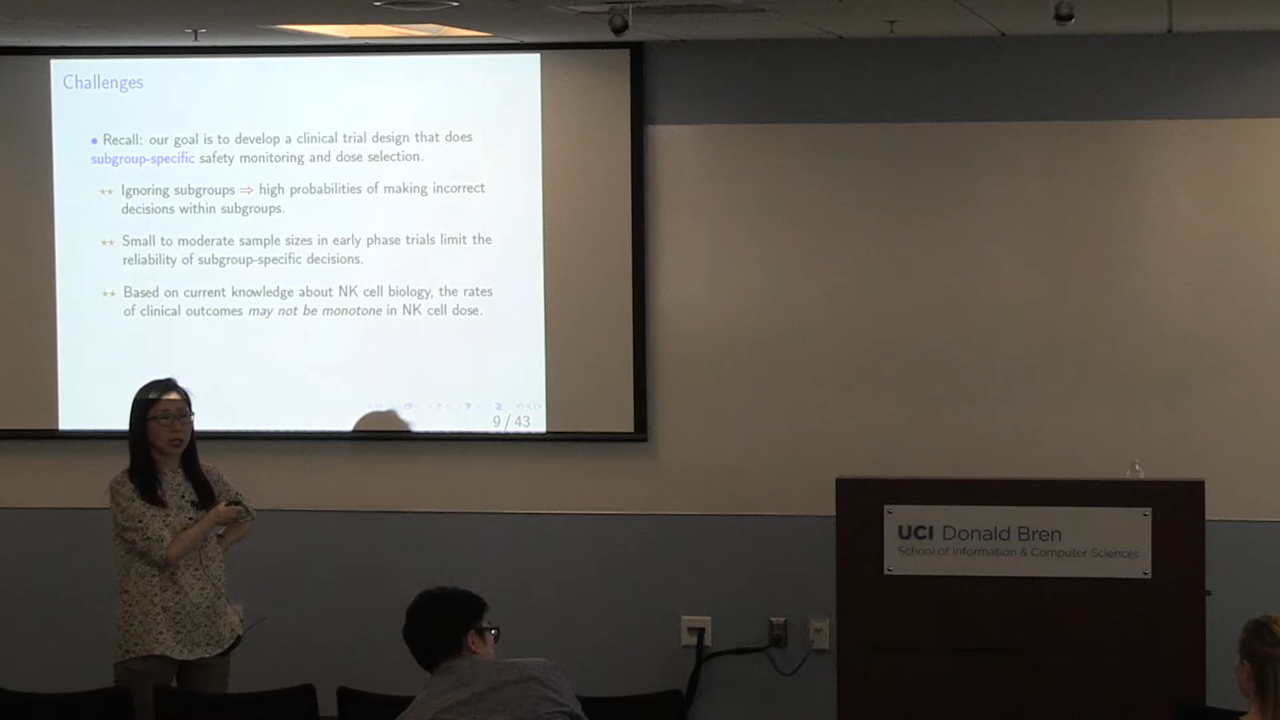 Challenges
• Recall: our goal is to develop a clinical trial design that does
subgroup-specific safety monitoring and dose selection.
⋆⋆ Ignoring subgroups ⇒ high probabilities of making incorrect
decisions within subgroups.
⋆⋆ Small to moderate sample sizes in early phase trials limit the
reliability of subgroup-specific decisions.
⋆⋆ Based on current knowledge about NK cell biology, the rates
of clinical outcomes may not be monotone in NK cell dose.
9 / 43
UCI Donald Bren
School of Information & Computer Sciences